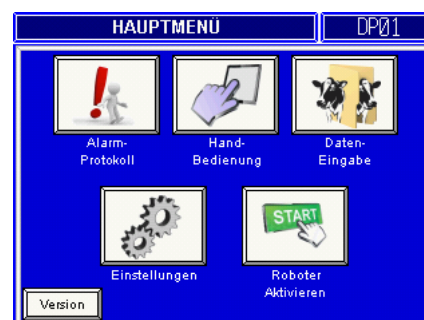 HAUPTMENÜ
DP01
Alarm-
Protokoll
Hand-
Bedienung
Daten-
Eingabe
START
Einstellungen
Roboter
Aktivieren
Version